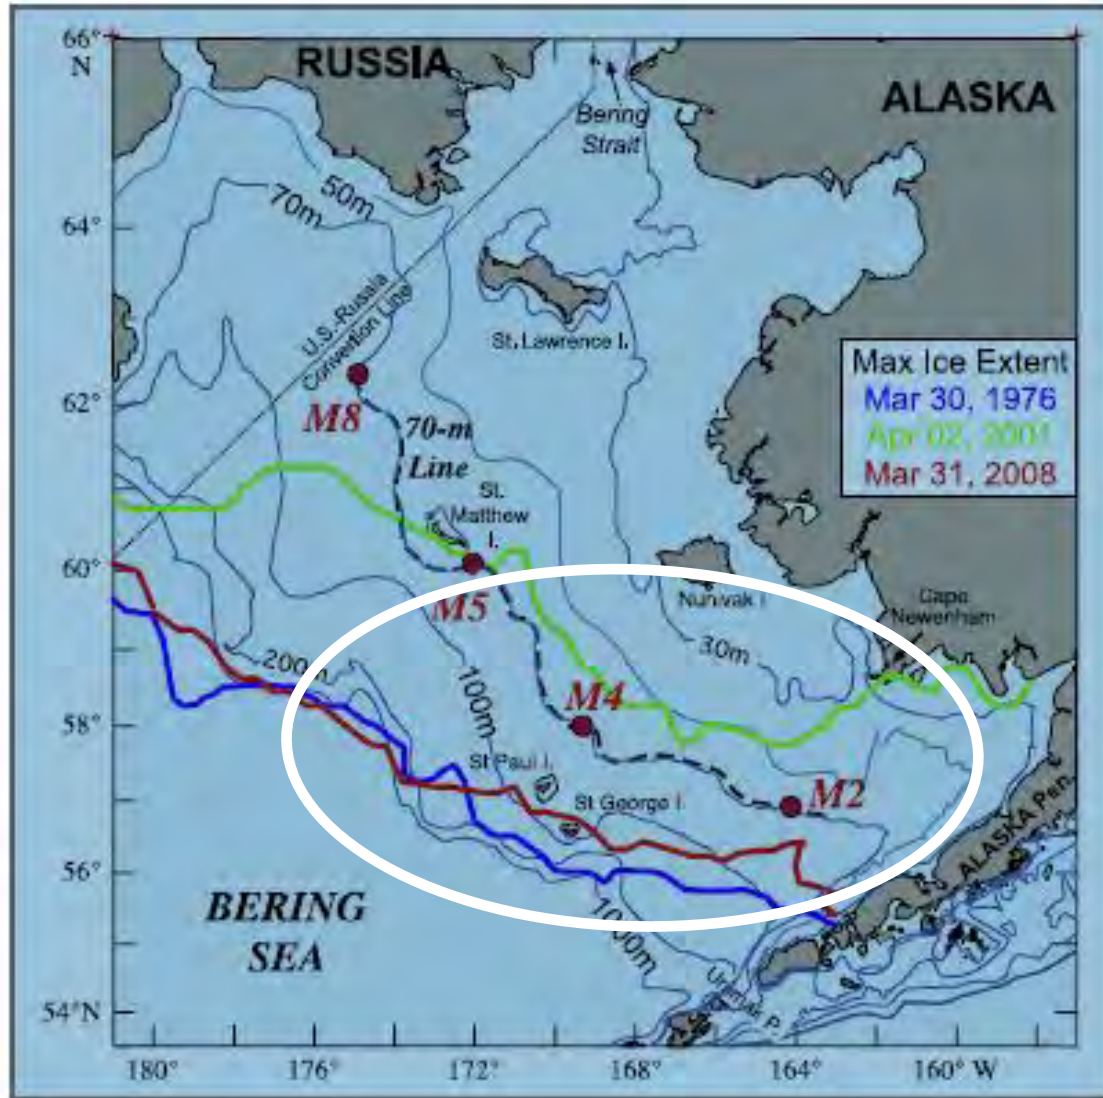 66°
N
RUSSIA
ALASKA
Bering
Strait
50m
70m
64°
U.S.-Russia
Convention Line
St. Lawrence I.
Max Ice Extent
Mar 30, 1976
Apr 02, 2001
Mar 31, 2008
62°
M8
70-m
Line
St.
Matthew
I.
60°
M5
Nunivak I
Cape
Newenham
30m
200m
100m
M4
58°
St Paul I.
St George I.
M2
ALASKA Pen.
56°
BERING
SEA
1000m
Unimak P.
54°N
180°
176°
172°
168°
164°
160° W